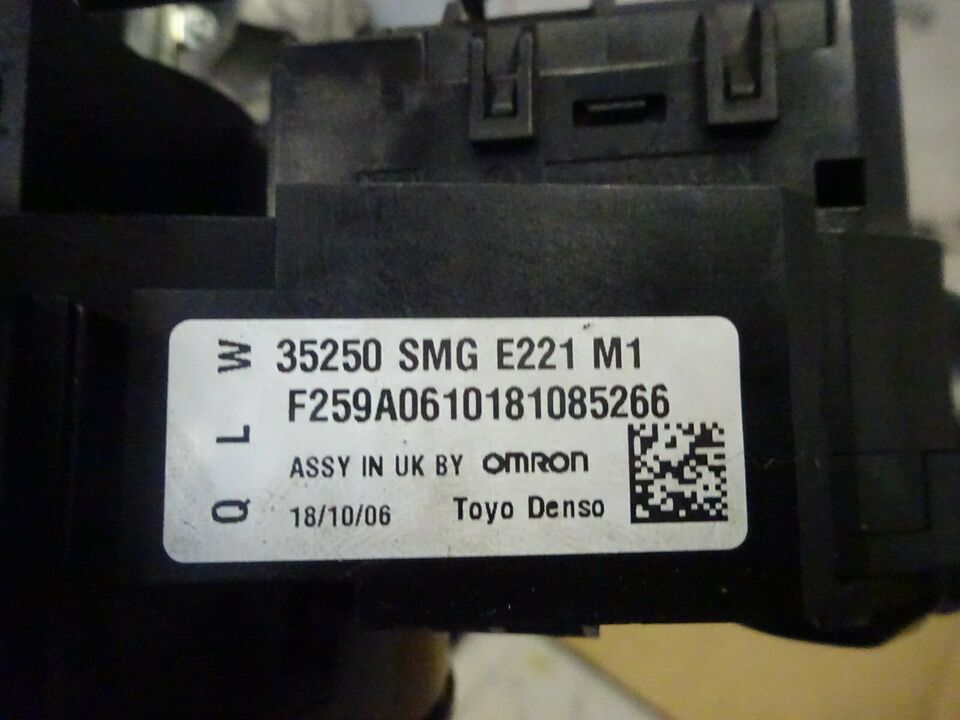 35250 SMG E221 M1
F259A0610181085266
ASSY IN UK BY OMRON
18/10/06 Toyo Denso
W
L
Q